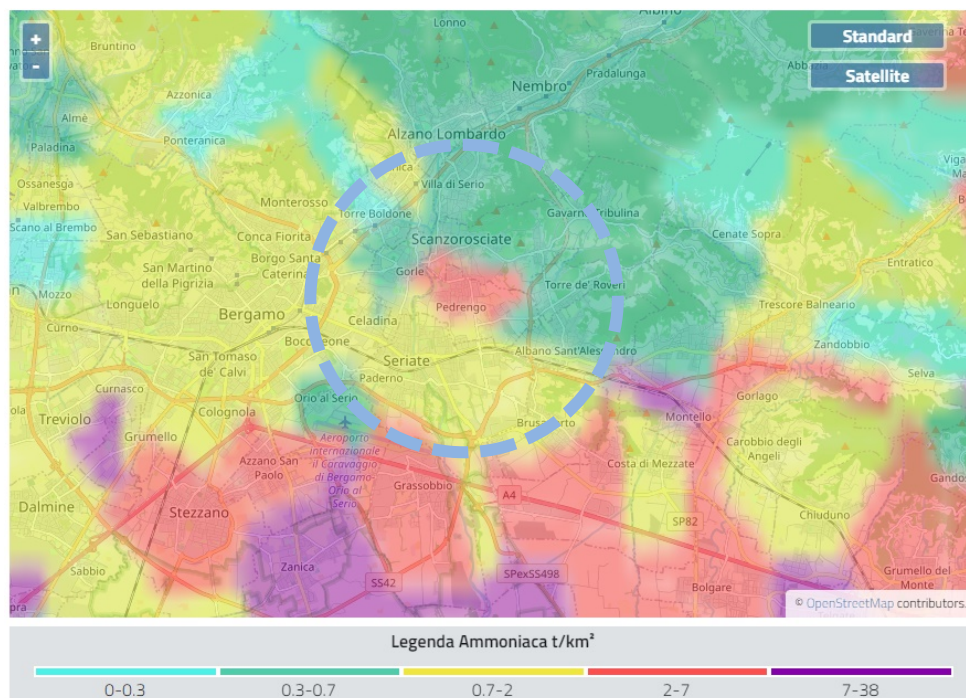 +
-
Standard
Satellite
Lonno
Albino
Bruntino
Pradalunga
Abbazia
Azzonica
Nembro
Almè
Ponteranica
Alzano Lombardo
Paladina
Ossanesga
Valbrembo
Scano al Brembo
Monterosso
Villa di Serio
Torre Boldone
San Sebastiano
Conca Fiorita
Scanzorosciate
Cenate Sopra
Borgo Santa
Caterina
Gorle
Entratico
San Martino
della Pigrizia
Mozzo
Longuelo
Pedrengo
Torre de' Roveri
Trescore Balneario
Bergamo
Celadina
Curno
Seriate
Albano Sant'Alessandro
Zandobbio
San Tomaso
de' Calvi
Paderno
Selva
Curnasco
Orio al Serio
Gorlago
Treviolo
Colognola
Montello
Grumello
Aeroporto
internazionale
il Caravaggio
di Bergamo-
Orio al
Serio
Carobbio degli
Angeli
Azzano San
Paolo
Costa di Mezzate
Grassobbio
A4
Dalmine
Stezzano
SP82
Chiuduno
Zanica
Sabbio
SS42
SPexSS498
Bolgare
Grumello del
Monte
© OpenStreetMap contributors.
Legenda Ammoniaca t/km²
0-0.3 0.3-0.7 0.7-2 2-7 7-38